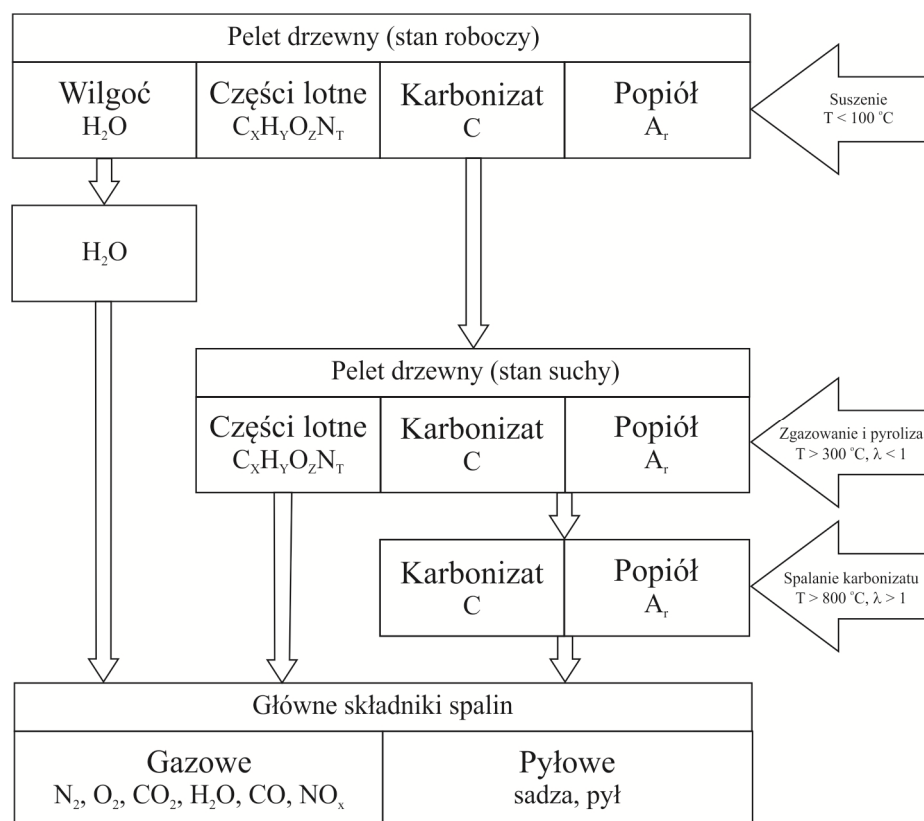 Pelet drzewny (stan roboczy)
Wilgoć
H₂O
Części lotne
CₓHᵧO_ZN_T
Karbonizat
C
Popiół
Aᵣ
Suszenie
T < 100 °C
H₂O
Pelet drzewny (stan suchy)
Części lotne
CₓHᵧO_ZN_T
Karbonizat
C
Popiół
Aᵣ
Zgazowanie i pyroliza
T > 300 °C, λ < 1
Karbonizat
C
Popiół
Aᵣ
Spalanie karbonizatu
T > 800 °C, λ > 1
Główne składniki spalin
Gazowe
N₂, O₂, CO₂, H₂O, CO, NOₓ
Pyłowe
sadza, pył